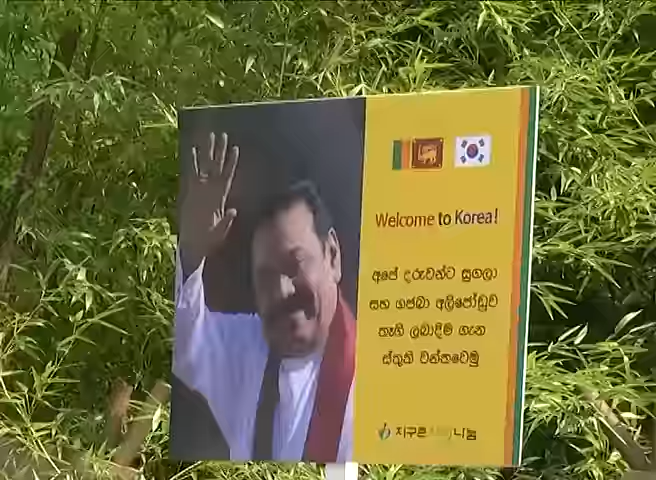 Welcome to Korea!
අපේ දරුවන්ට සුගලා
සහ ගජබා අලිපෝඩුව
තෑගි ලබාදීම ගැන
ස්තුති වන්තවෙමු